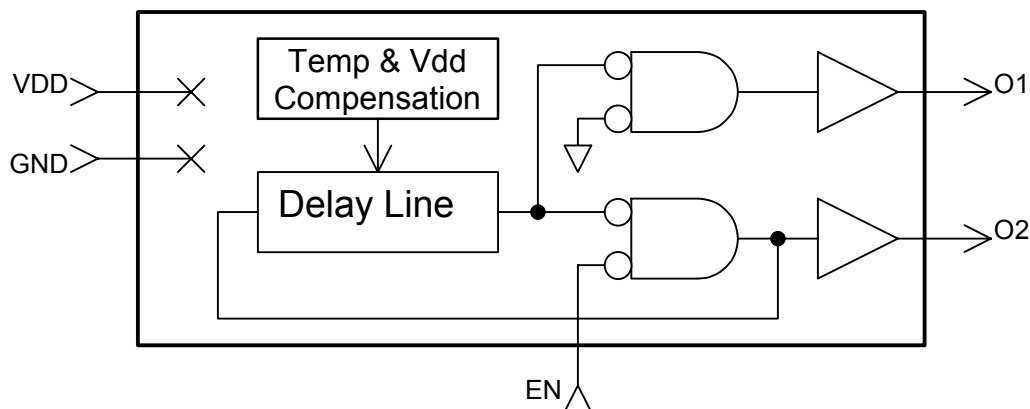 Temp & Vdd
Compensation
VDD
O1
GND
Delay Line
O2
EN